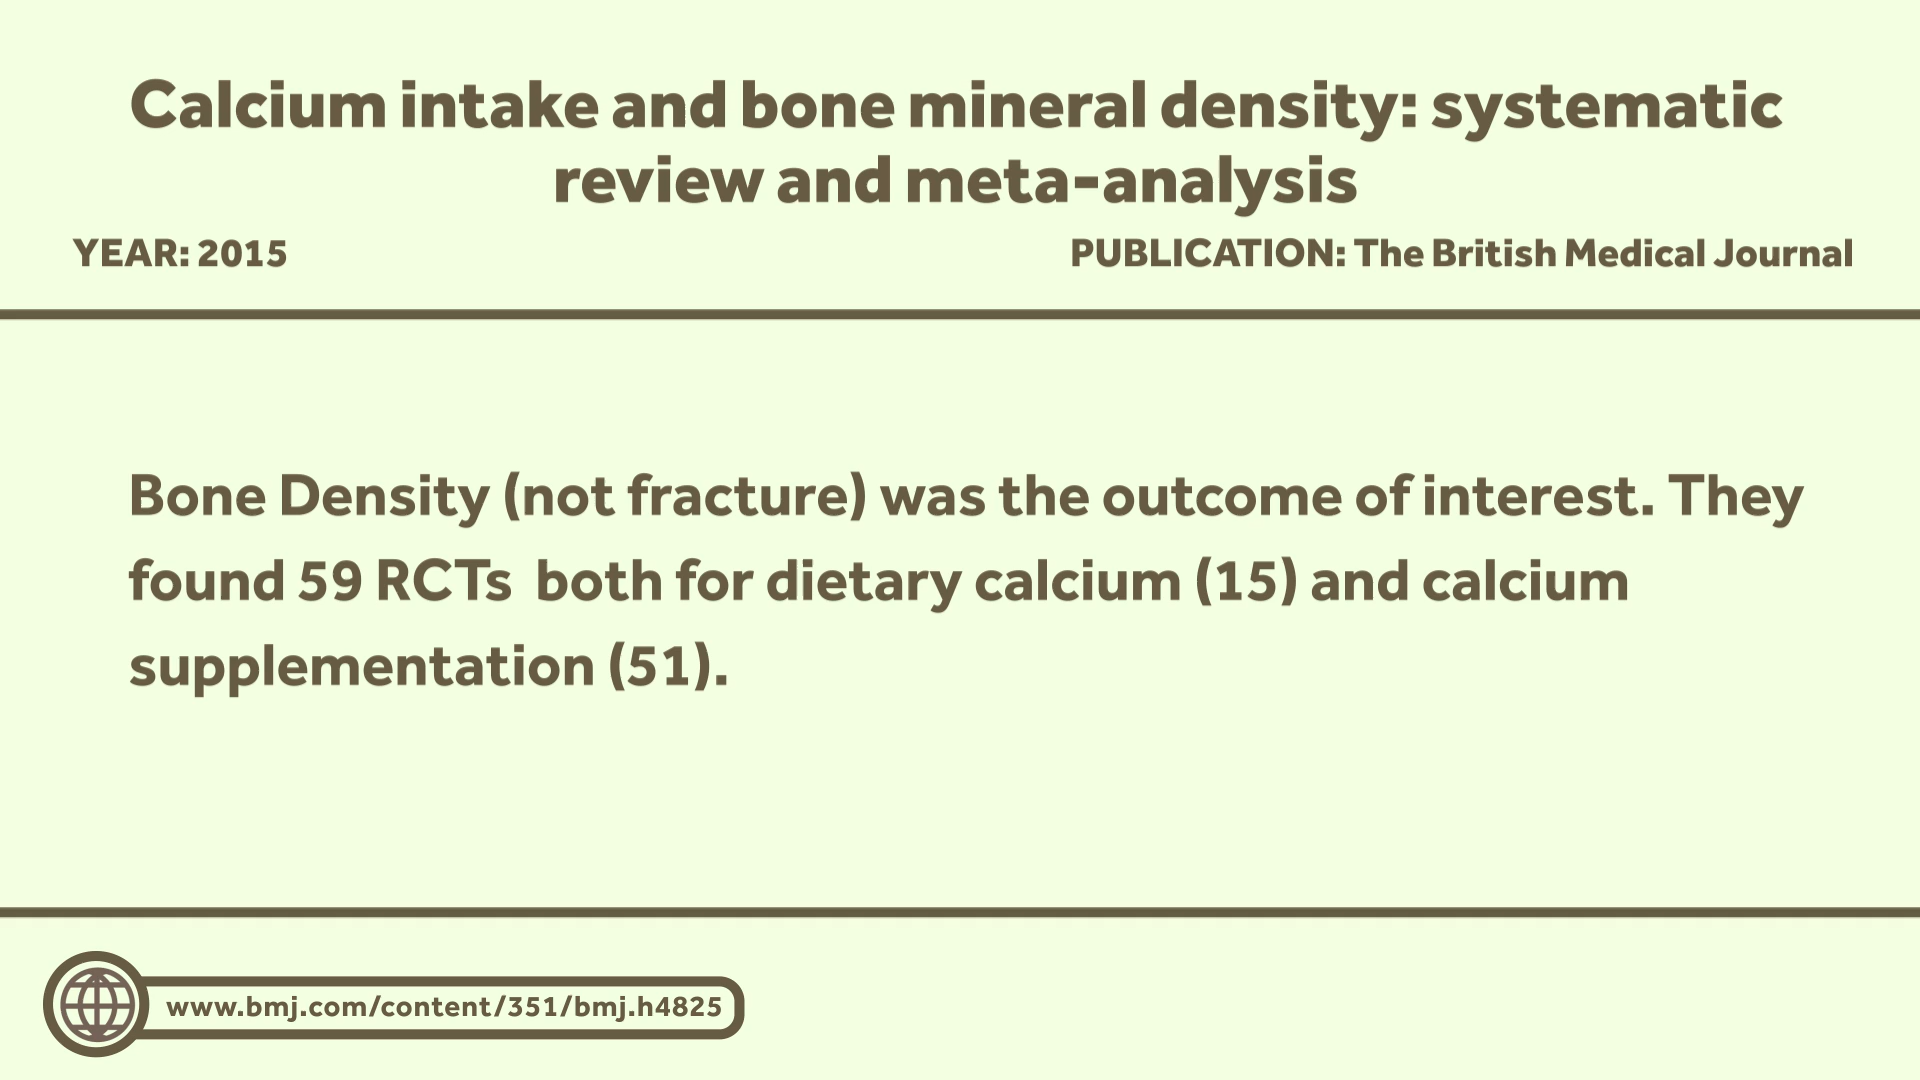 Calcium intake and bone mineral density: systematic
review and meta-analysis
YEAR: 2015
PUBLICATION: The British Medical Journal
Bone Density (not fracture) was the outcome of interest. They
found 59 RCTs  both for dietary calcium (15) and calcium
supplementation (51).
www.bmj.com/content/351/bmj.h4825